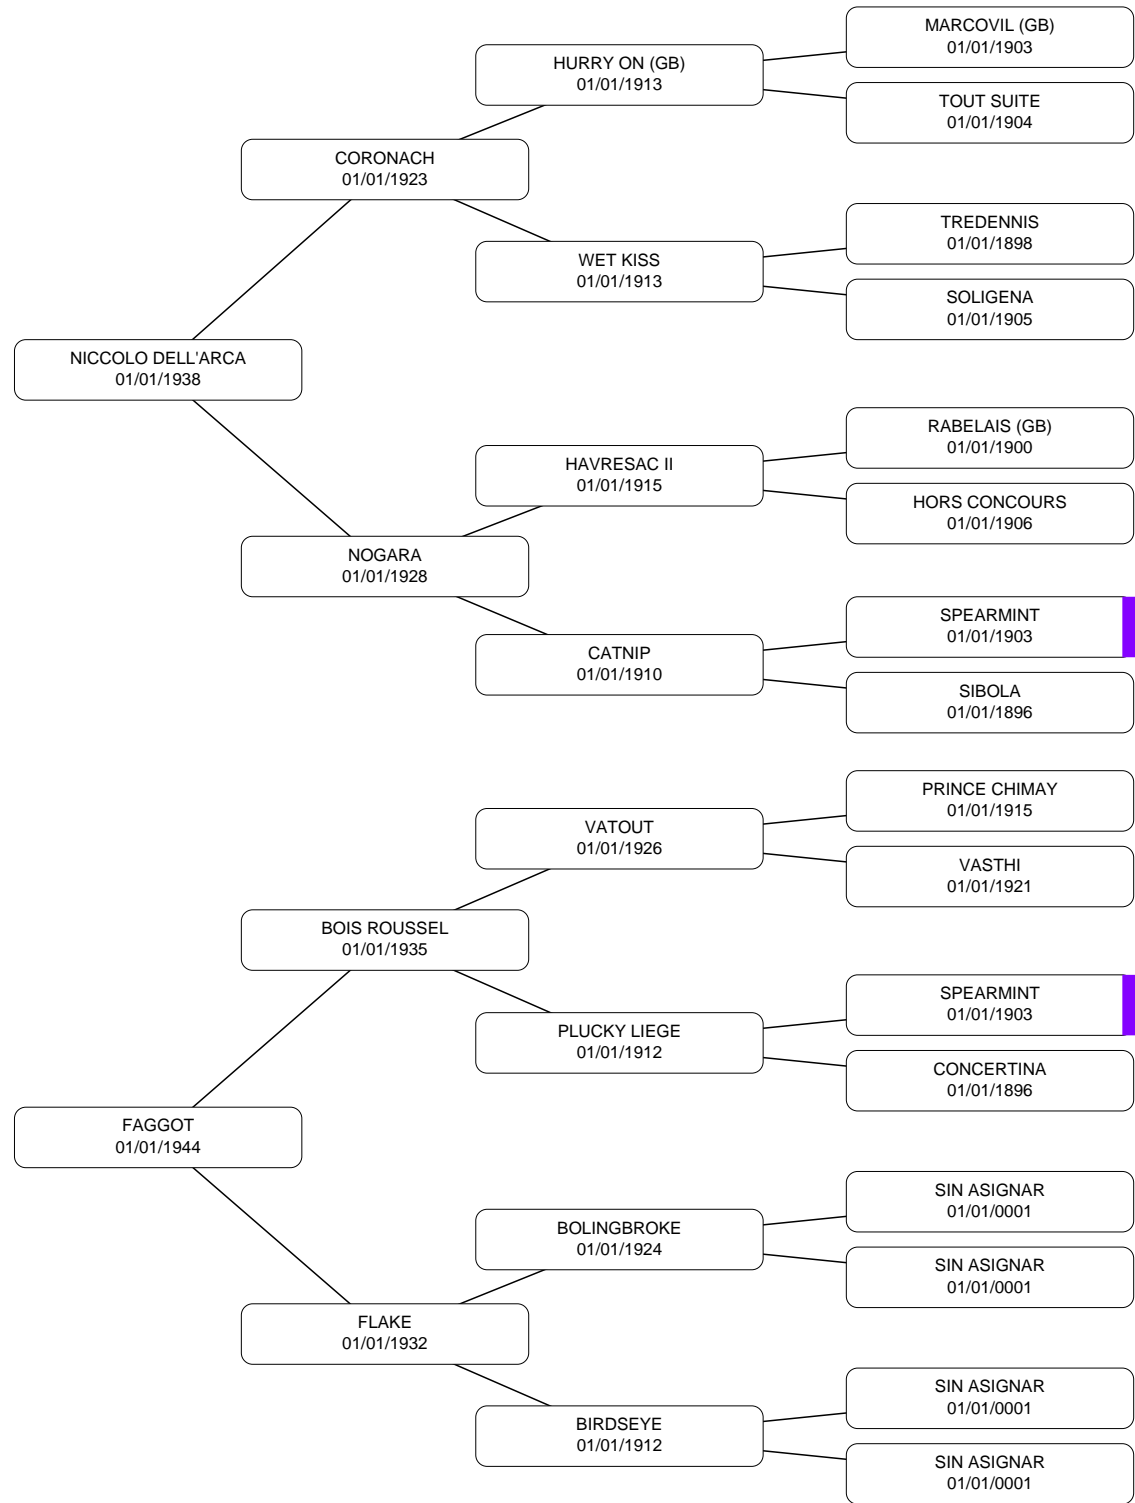 MARCOVIL (GB)
01/01/1903
HURRY ON (GB)
01/01/1913
TOUT SUITE
01/01/1904
CORONACH
01/01/1923
TREDENNIS
01/01/1898
WET KISS
01/01/1913
SOLIGENA
01/01/1905
NICCOLO DELL'ARCA
01/01/1938
RABELAIS (GB)
01/01/1900
HAVRESAC II
01/01/1915
HORS CONCOURS
01/01/1906
NOGARA
01/01/1928
SPEARMINT
01/01/1903
CATNIP
01/01/1910
SIBOLA
01/01/1896
PRINCE CHIMAY
01/01/1915
VATOUT
01/01/1926
VASTHI
01/01/1921
BOIS ROUSSEL
01/01/1935
SPEARMINT
01/01/1903
PLUCKY LIEGE
01/01/1912
CONCERTINA
01/01/1896
FAGGOT
01/01/1944
SIN ASIGNAR
01/01/0001
BOLINGBROKE
01/01/1924
SIN ASIGNAR
01/01/0001
FLAKE
01/01/1932
SIN ASIGNAR
01/01/0001
BIRDSEYE
01/01/1912
SIN ASIGNAR
01/01/0001